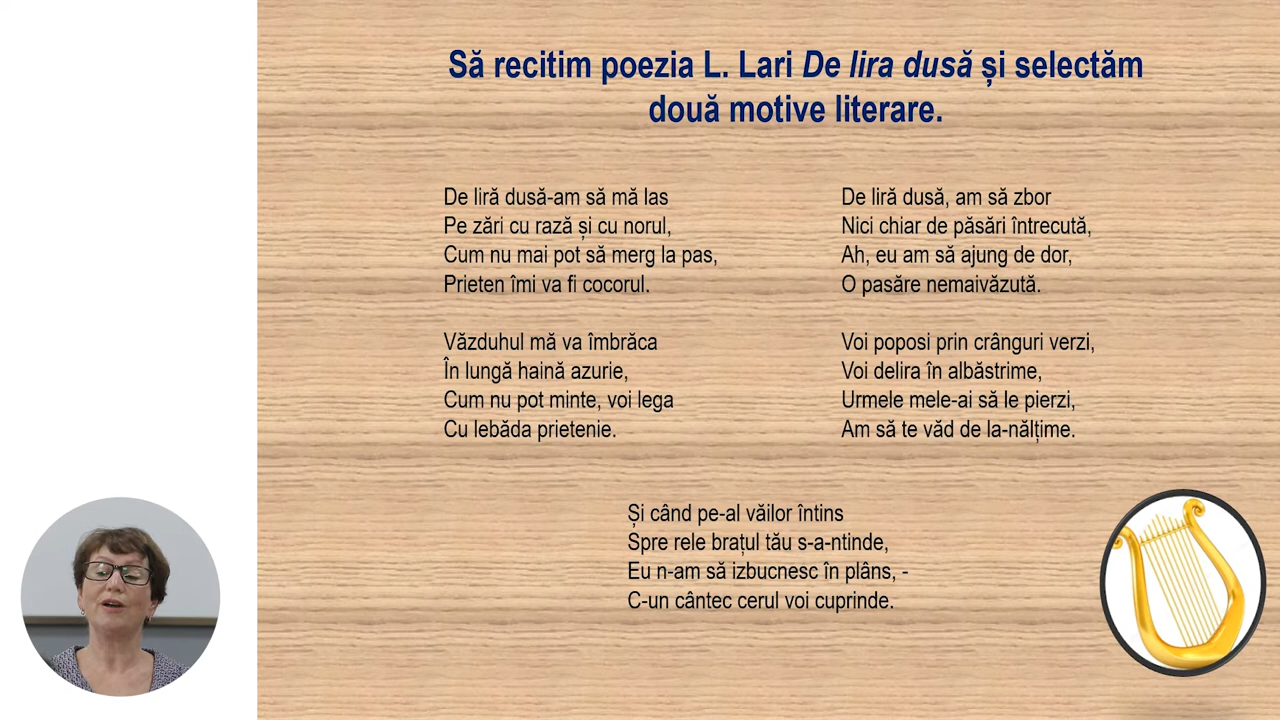 Să recitim poezia L. Lari De lira dusă și selectăm
două motive literare.
De liră dusă-am să mă las
Pe zări cu rază și cu norul,
Cum nu mai pot să merg la pas,
Prieten îmi va fi cocorul.
Văzduhul mă va îmbrăca
În lungă haină azurie,
Cum nu pot minte, voi lega
Cu lebăda prietenie.
De liră dusă, am să zbor
Nici chiar de păsări întrecută,
Ah, eu am să ajung de dor,
O pasăre nemaivăzută.
Voi poposi prin crânguri verzi,
Voi delira în albăstrime,
Urmele mele-ai să le pierzi,
Am să te văd de la-nălțime.
Și când pe-al văilor întins
Spre rele brațul tău s-a-ntinde,
Eu n-am să izbucnesc în plâns, -
C-un cântec cerul voi cuprinde.